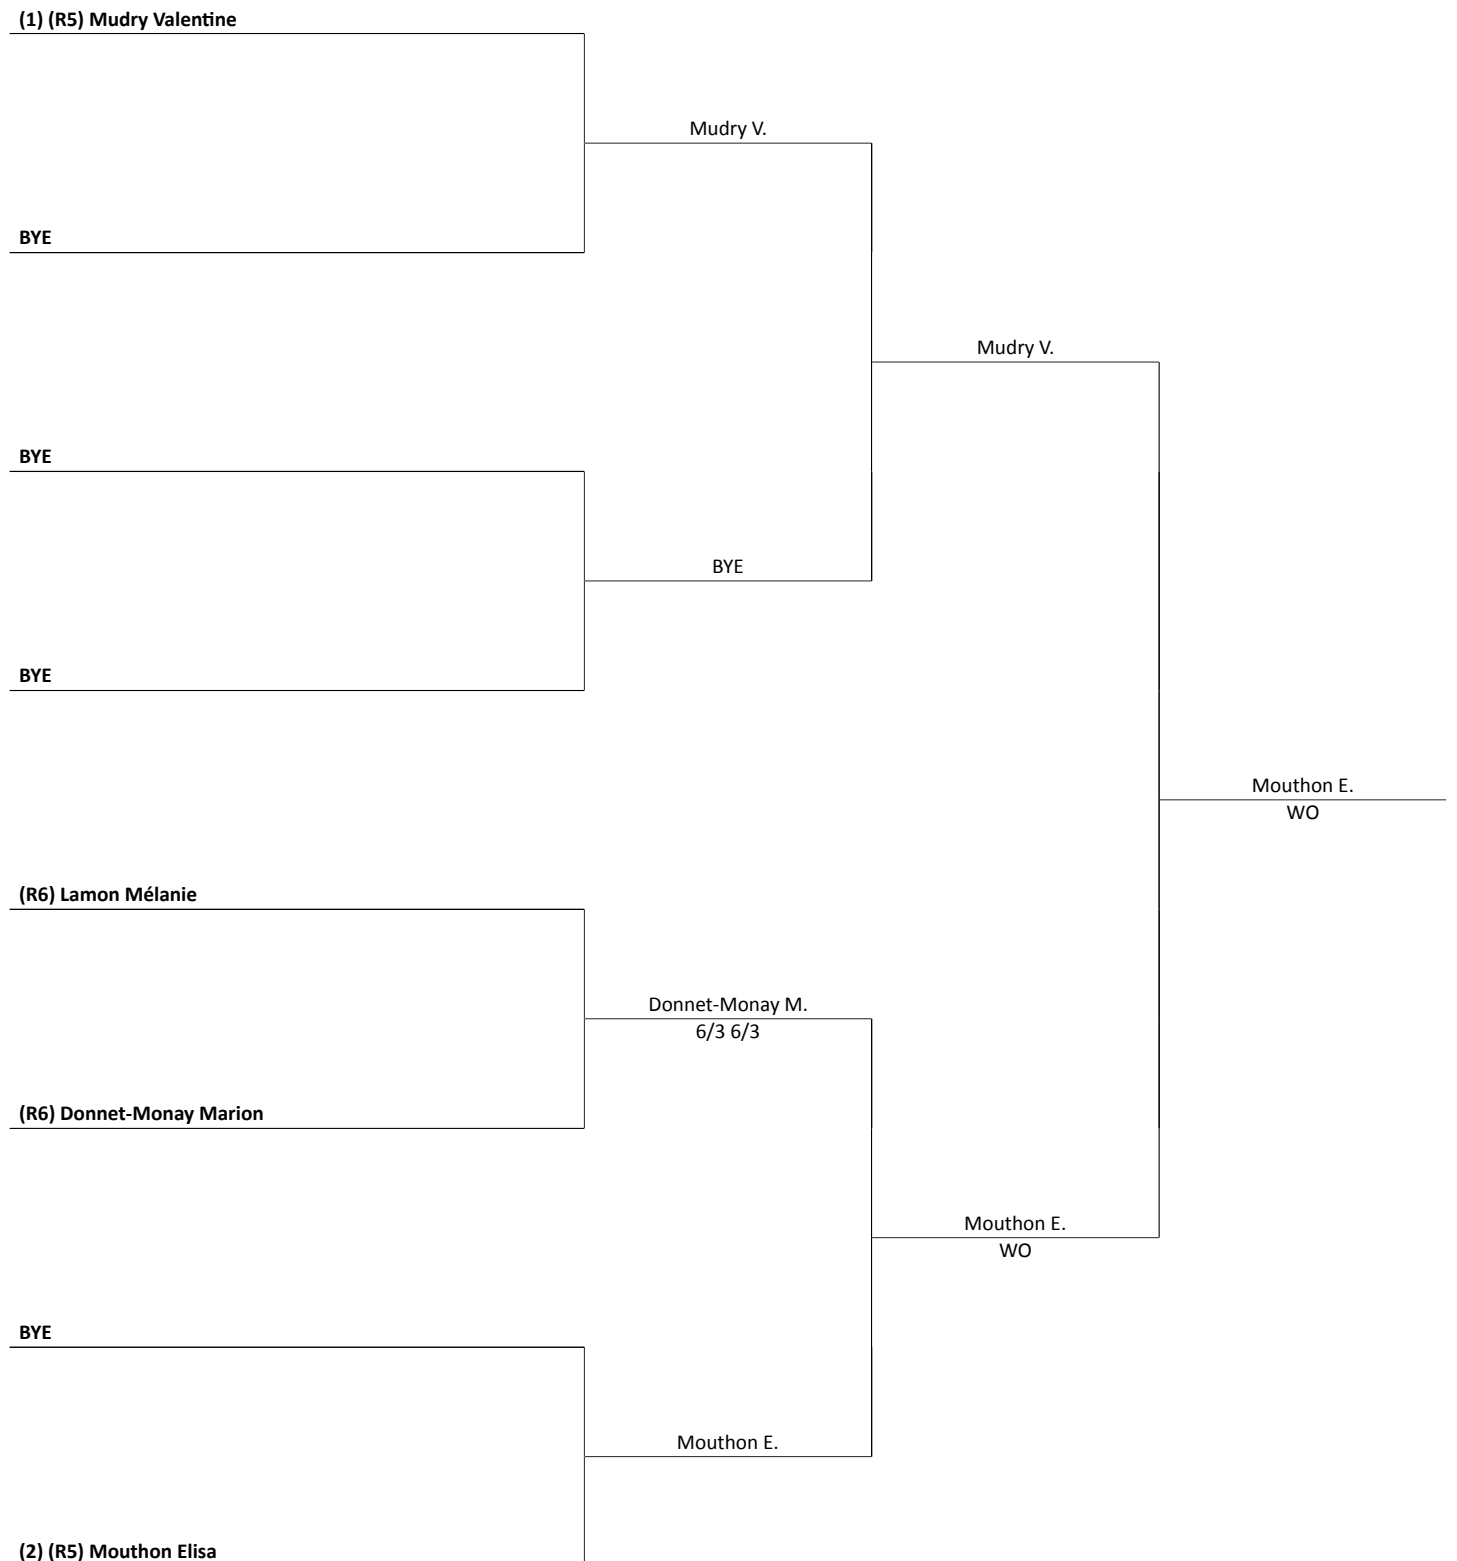 (1) (R5) Mudry Valentine
Mudry V.
BYE
Mudry V.
BYE
BYE
BYE
Mouthon E.
WO
(R6) Lamon Mélanie
Donnet-Monay M.
6/3 6/3
(R6) Donnet-Monay Marion
Mouthon E.
WO
BYE
Mouthon E.
(2) (R5) Mouthon Elisa